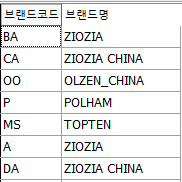 브랜드코드 브랜드명
BA ZIOZIA
CA ZIOZIA CHINA
OO OLZEN_CHINA
P POLHAM
MS TOPTEN
A ZIOZIA
DA ZIOZIA CHINA